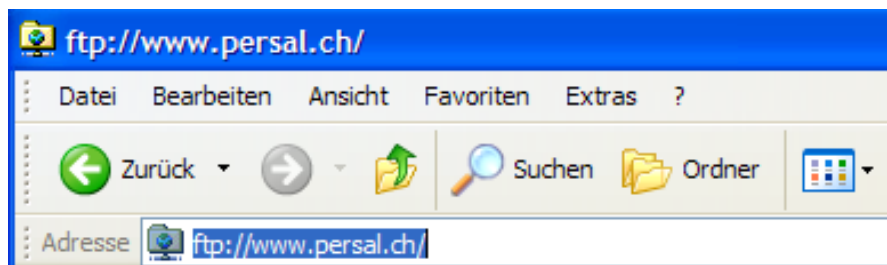 ftp://www.persal.ch/
Datei Bearbeiten Ansicht Favoriten Extras ?
Zurück Suchen Ordner
Adresse ftp://www.persal.ch/